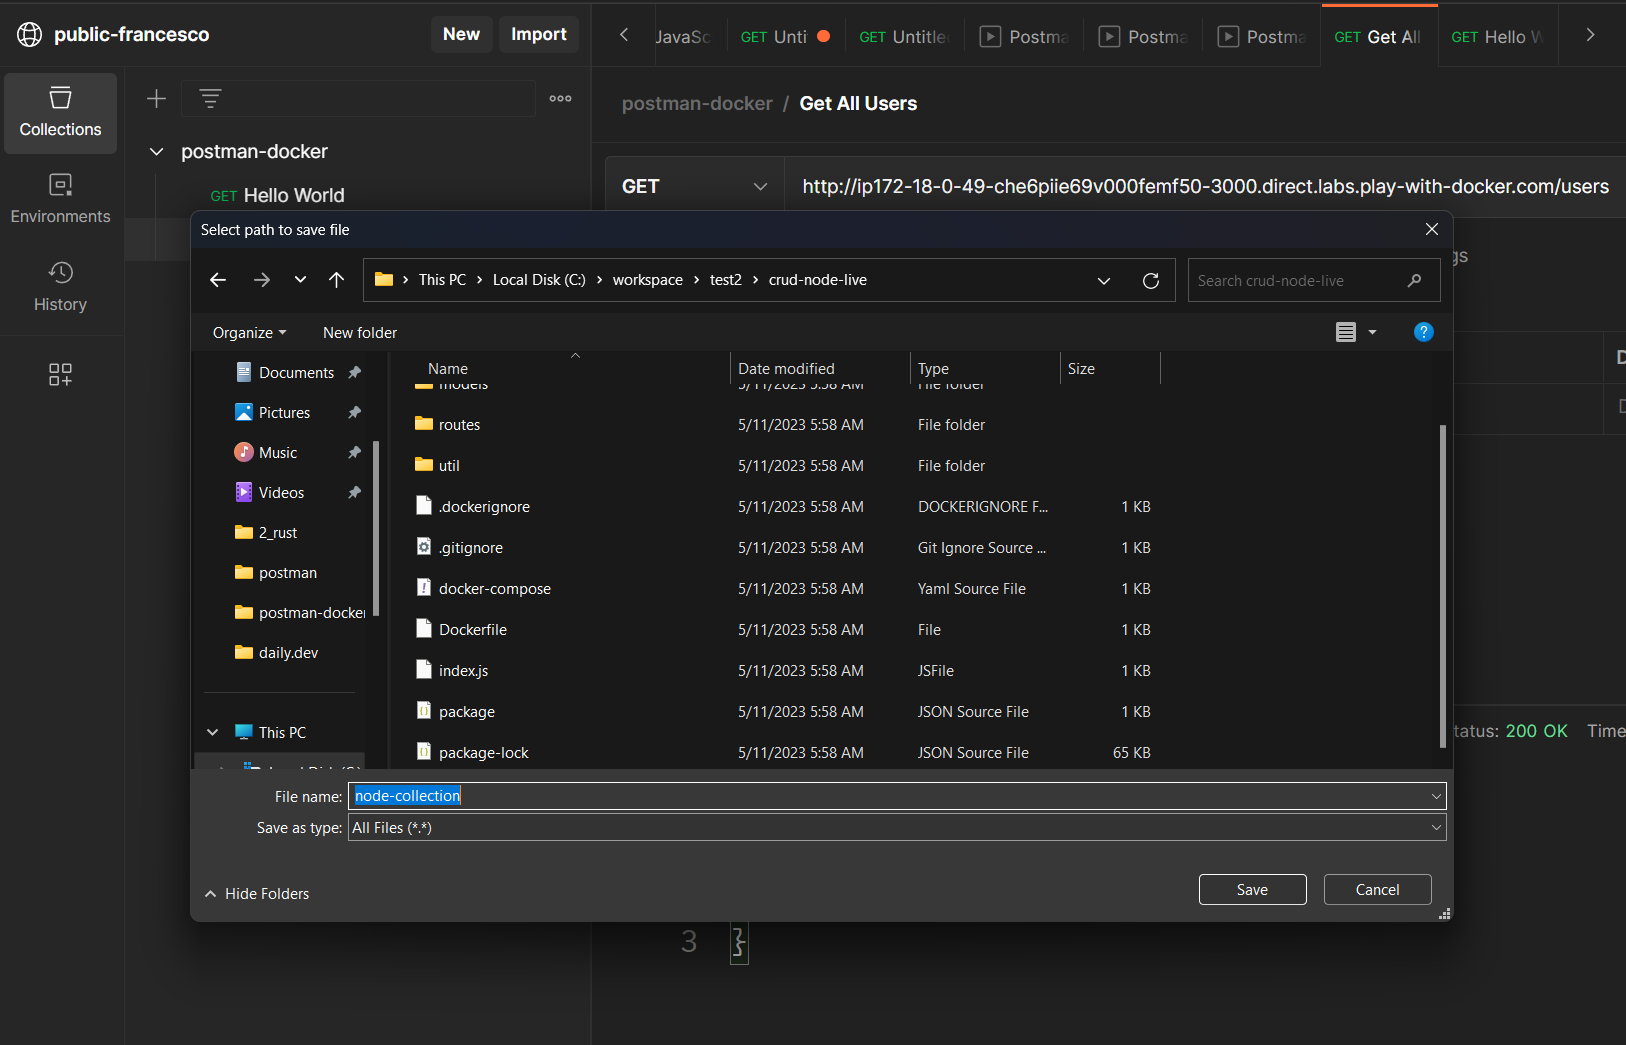 public-francesco
New
Import
JavaSc
GET Unti
GET Untitle
Postma
Postma
Postma
GET Get All
GET Hello W
Collections
Environments
History
postman-docker
GET Hello World
postman-docker / Get All Users
GET
http://ip172-18-0-49-che6piie69v000femf50-3000.direct.labs.play-with-docker.com/users
gs
Select path to save file
This PC > Local Disk (C:) > workspace > test2 > crud-node-live
Search crud-node-live
Organize
New folder
?
Documents
Pictures
Music
Videos
2_rust
postman
postman-docker
daily.dev
This PC
Name Date modified Type Size
models 5/11/2023 5:58 AM File folder
routes 5/11/2023 5:58 AM File folder
util 5/11/2023 5:58 AM File folder
.dockerignore 5/11/2023 5:58 AM DOCKERIGNORE F... 1 KB
.gitignore 5/11/2023 5:58 AM Git Ignore Source ... 1 KB
docker-compose 5/11/2023 5:58 AM Yaml Source File 1 KB
Dockerfile 5/11/2023 5:58 AM File 1 KB
index.js 5/11/2023 5:58 AM JSFile 1 KB
package 5/11/2023 5:58 AM JSON Source File 1 KB
package-lock 5/11/2023 5:58 AM JSON Source File 65 KB
File name: node-collection
Save as type: All Files (*.*)
Hide Folders
Save
Cancel
tatus: 200 OK Time
3 }